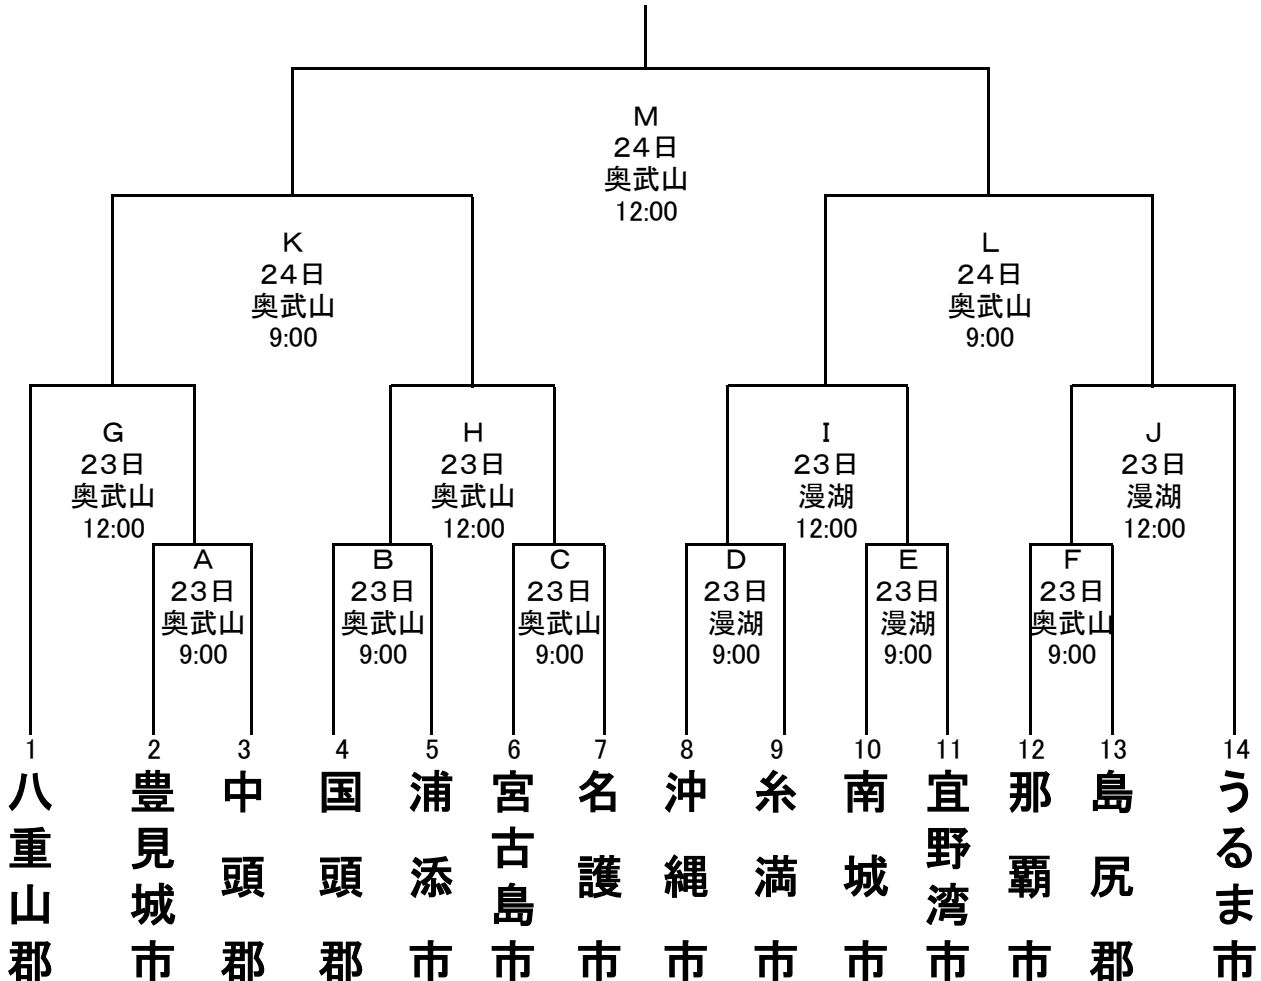 M
24日
奥武山
12:00
K
24日
奥武山
9:00
L
24日
奥武山
9:00
G
23日
奥武山
12:00
H
23日
奥武山
12:00
I
23日
漫湖
12:00
J
23日
漫湖
12:00
A
23日
奥武山
9:00
B
23日
奥武山
9:00
C
23日
奥武山
9:00
D
23日
漫湖
9:00
E
23日
漫湖
9:00
F
23日
奥武山
9:00
1
八重山郡
2
豊見城市
3
中頭郡
4
国頭郡
5
浦添市
6
宮古島市
7
名護市
8
沖縄市
9
糸満市
10
南城市
11
宜野湾市
12
那覇市
13
島尻郡
14
うるま市